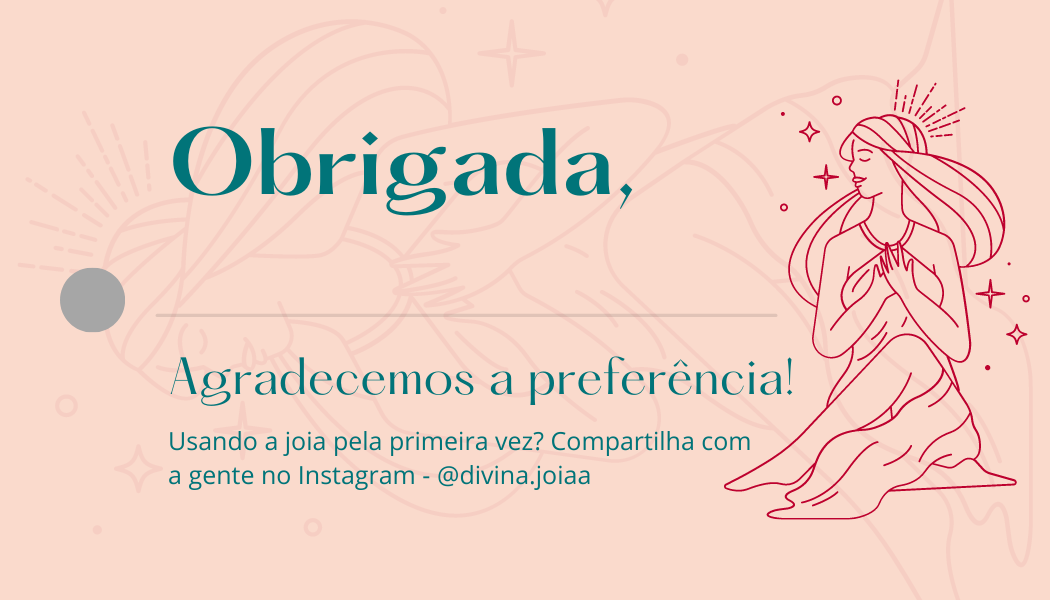 Obrigada,
Agradecemos a preferência!
Usando a joia pela primeira vez? Compartilha com
a gente no Instagram - @divina.joiaa